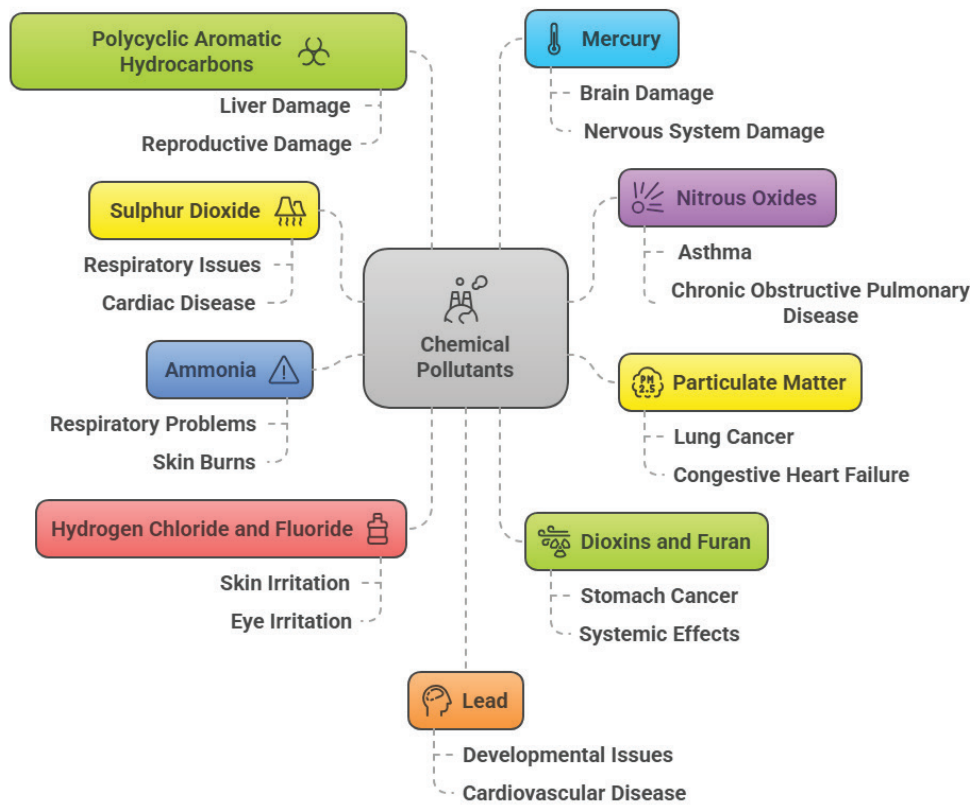 Polycyclic Aromatic
Hydrocarbons
Liver Damage
Reproductive Damage
Mercury
Brain Damage
Nervous System Damage
Sulphur Dioxide
Respiratory Issues
Cardiac Disease
Nitrous Oxides
Asthma
Chronic Obstructive Pulmonary
Disease
Chemical
Pollutants
Ammonia
Respiratory Problems
Skin Burns
PM
2.5
Particulate Matter
Lung Cancer
Congestive Heart Failure
Hydrogen Chloride and Fluoride
Skin Irritation
Eye Irritation
Dioxins and Furan
Stomach Cancer
Systemic Effects
Lead
Developmental Issues
Cardiovascular Disease